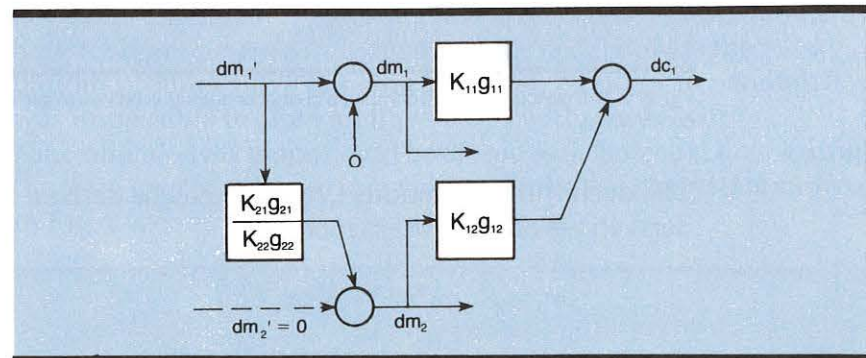 dm₁'
dm₁
K₁₁g₁₁
dc₁
O
K₂₁g₂₁
K₂₂g₂₂
K₁₂g₁₂
dm₂' = 0
dm₂